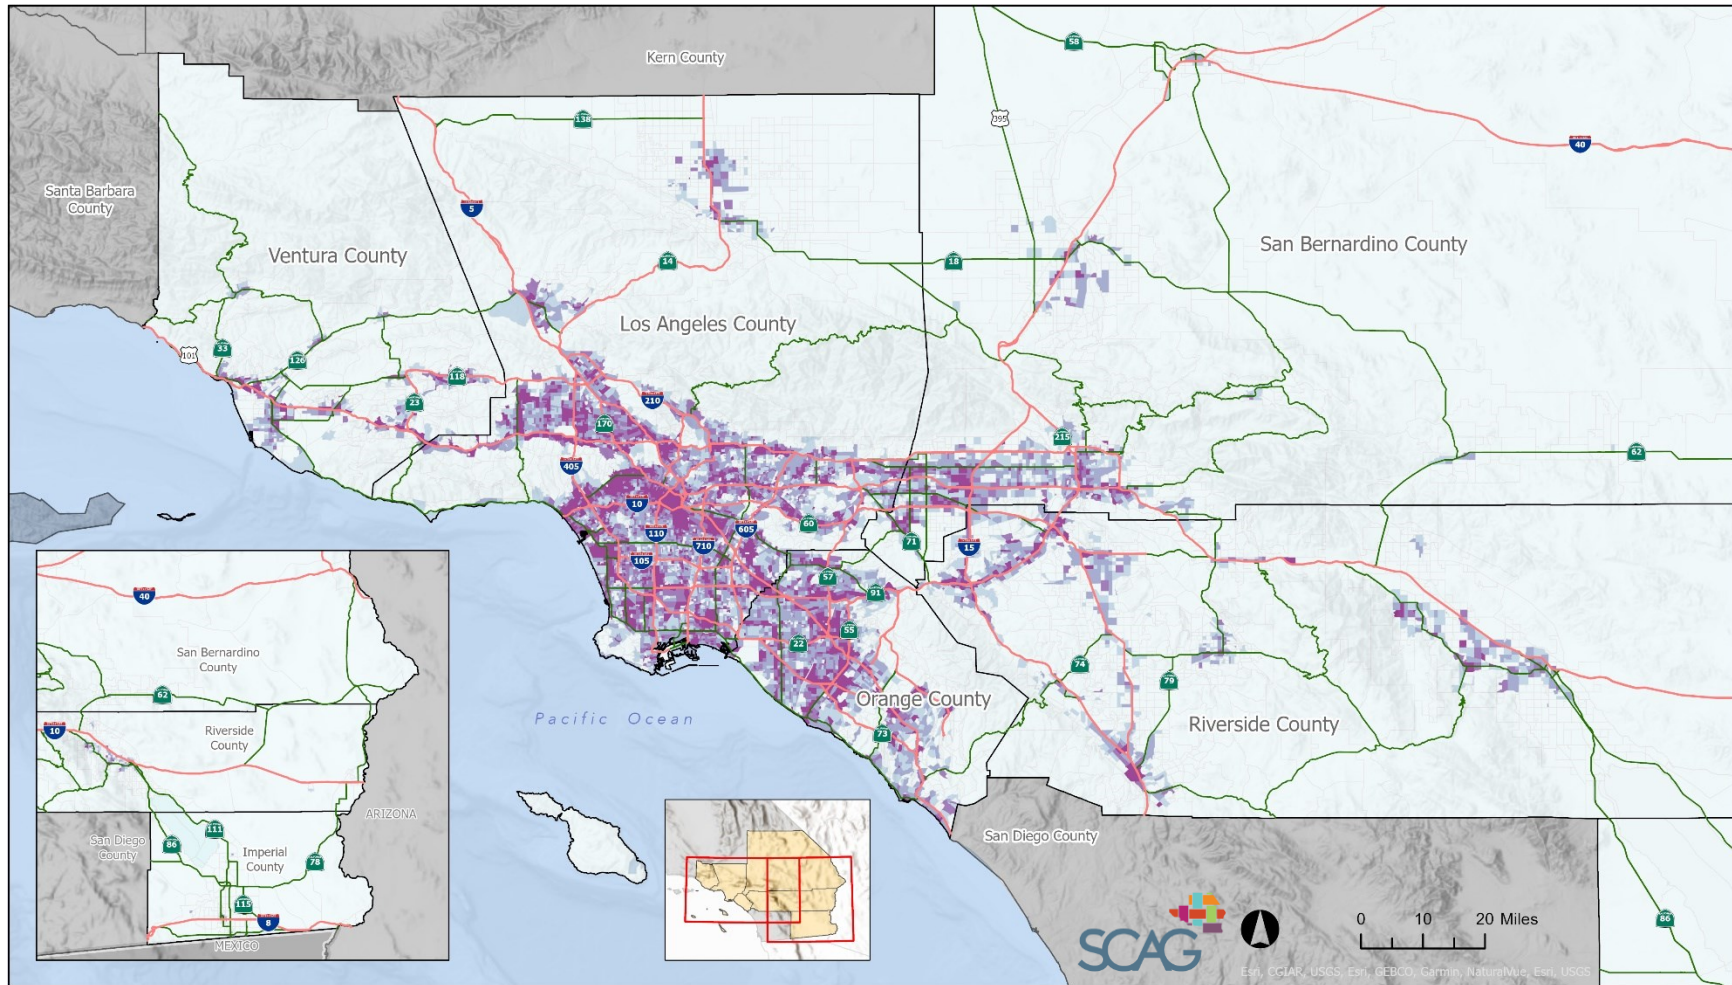 Kern County
58
395
138
40
Santa Barbara
County
5
San Bernardino County
Ventura County
14
18
Los Angeles County
33
101
126
118
23
210
170
215
62
405
10
110
60
605
710
105
71
15
57
91
55
22
74
79
Orange County
Riverside County
73
Pacific Ocean
40
San Bernardino
County
62
10
Riverside
County
ARIZONA
San Diego
County
111
86
Imperial
County
78
115
8
MEXICO
San Diego County
SCAG
0 10 20 Miles
86
Esri, CGIAR, USGS, Esri, GEBCO, Garmin, NaturalVue, Esri, USGS